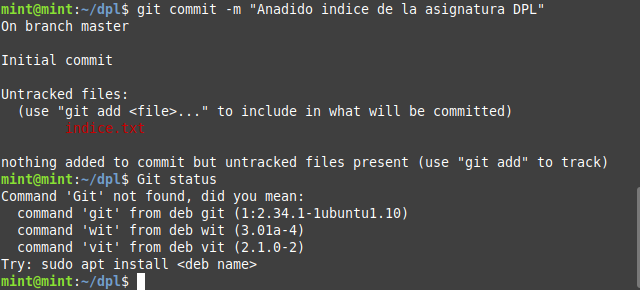 mint@mint:~/dpl$ git commit -m "Anadido indice de la asignatura DPL"
On branch master
Initial commit
Untracked files:
(use "git add <file>..." to include in what will be committed)
indice.txt
nothing added to commit but untracked files present (use "git add" to track)
mint@mint:~/dpl$ Git status
Command 'Git' not found, did you mean:
command 'git' from deb git (1:2.34.1-1ubuntu1.10)
command 'wit' from deb wit (3.01a-4)
command 'vit' from deb vit (2.1.0-2)
Try: sudo apt install <deb name>
mint@mint:~/dpl$